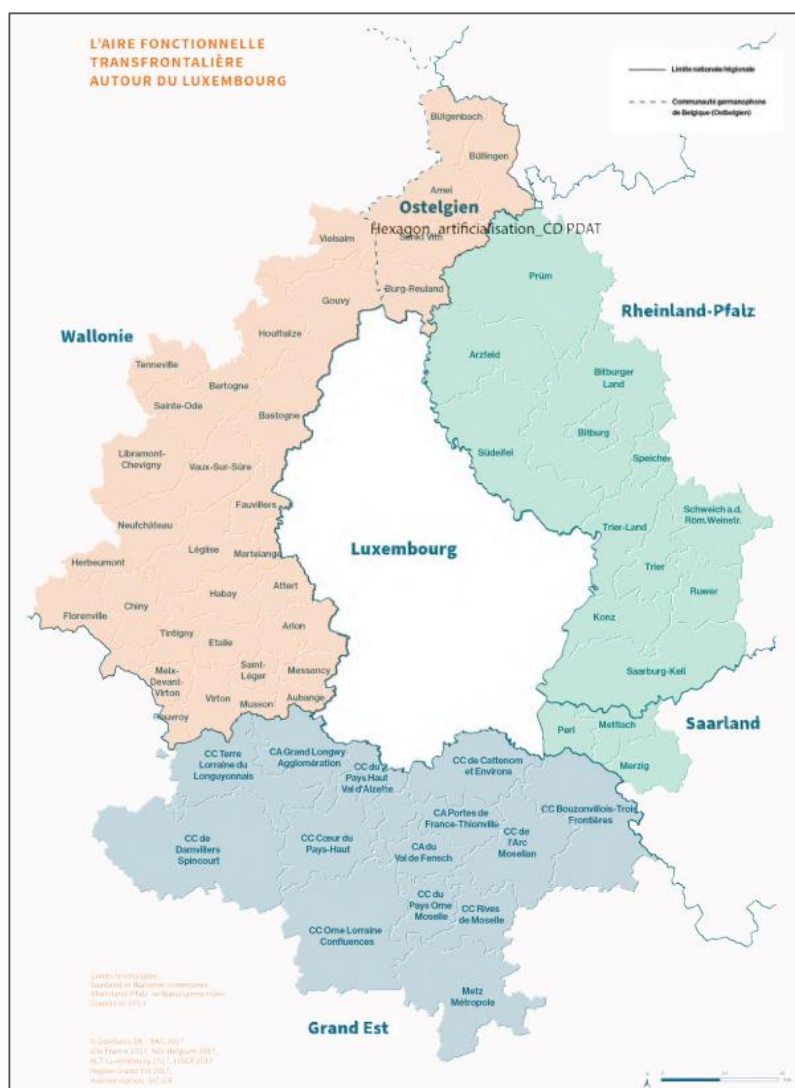 L'AIRE FONCTIONNELLE
TRANSFRONTALIÈRE
AUTOUR DU LUXEMBOURG
Limite nationale/régionale
Communauté germanophone
de Belgique (Ostbelgien)
Bütgenbach
Büllingen
Amel
Ostelgien
Hexagon_artificialisation_CD PDAT
Sankt Vith
Vielsalm
Burg-Reuland
Prüm
Gouvy
Rheinland-Pfalz
Wallonie
Houffalize
Arzfeld
Tenneville
Bertogne
Bitburger
Land
Sainte-Ode
Bastogne
Bitburg
Libramont-
Chevigny
Vaux-Sur-Sûre
Südeifel
Speicher
Fauvillers
Schweich a.d.
Röm.Weinstr.
Neufchâteau
Trier-Land
Léglise
Martelange
Luxembourg
Herbeumont
Trier
Attert
Habay
Ruwer
Chiny
Florenville
Konz
Arlon
Tintigny
Etalle
Saarburg-Kell
Meix-
Devant-
Virton
Saint-
Léger
Messancy
Virton
Musson
Aubange
Rouvroy
Saarland
Perl
Mettlach
Merzig
CC Terre
Lorraine du
Longuyonnais
CA Grand Longwy
Agglomération
CC du
Pays Haut
Val d'Alzette
CC de Cattenom
et Environs
CC Bouzonvillois-Trois
Frontières
CA Portes de
France-Thionville
CC de
Damvillers
Spincourt
CC Cœur du
Pays-Haut
CC de
l'Arc
Mosellan
CA du
Val de Fensch
CC du
Pays Orne
Moselle
CC Rives
de Moselle
CC Orne Lorraine
Confluences
Metz
Métropole
Grand Est